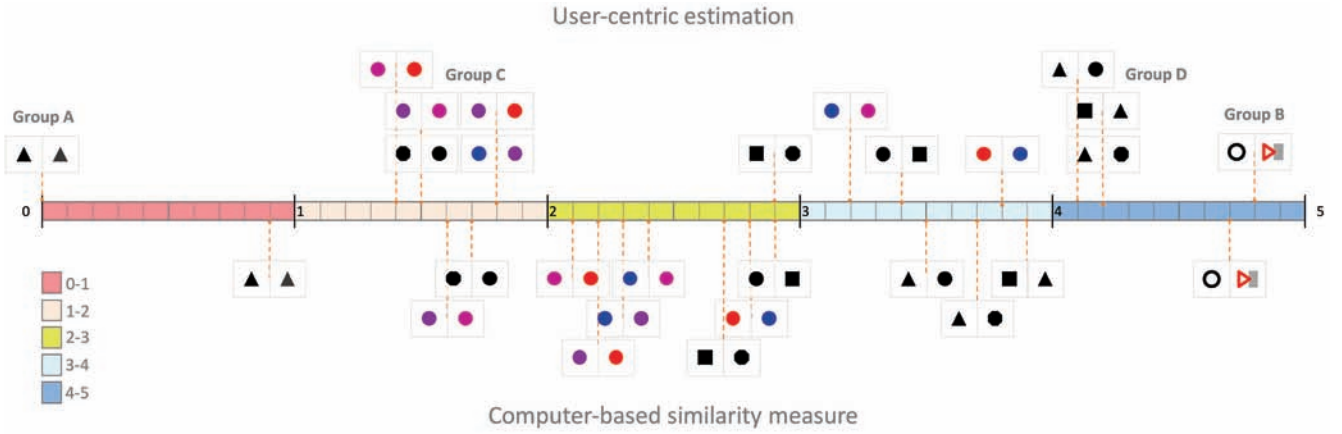 User-centric estimation
Group C
Group D
Group A
Group B
0 1 2 3 4 5
0-1
1-2
2-3
3-4
4-5
Computer-based similarity measure